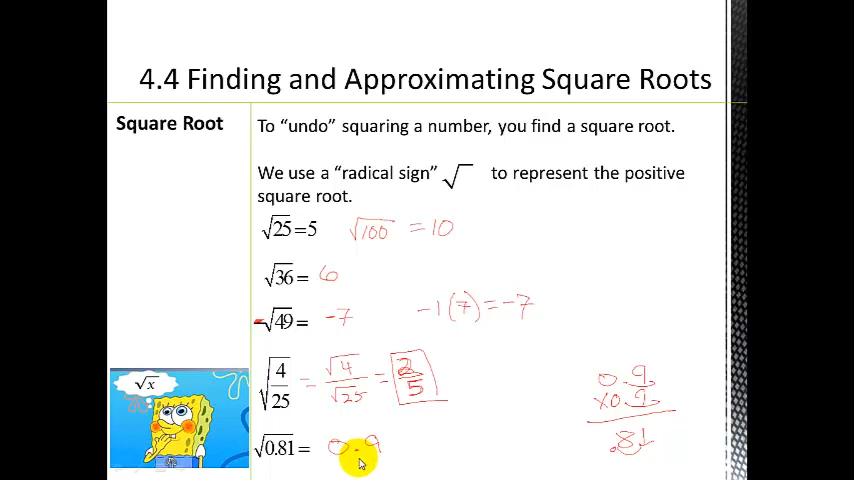 4.4 Finding and Approximating Square Roots
Square Root
To “undo” squaring a number, you find a square root.
We use a “radical sign” √ to represent the positive
square root.
√25 = 5 √100 = 10
√36 = 6
-√49 = -7 -1(7) = -7
√(4/25) = √4/√25 = 2/5
√0.81 = 0.9
0.9
x0.9
.81
√x